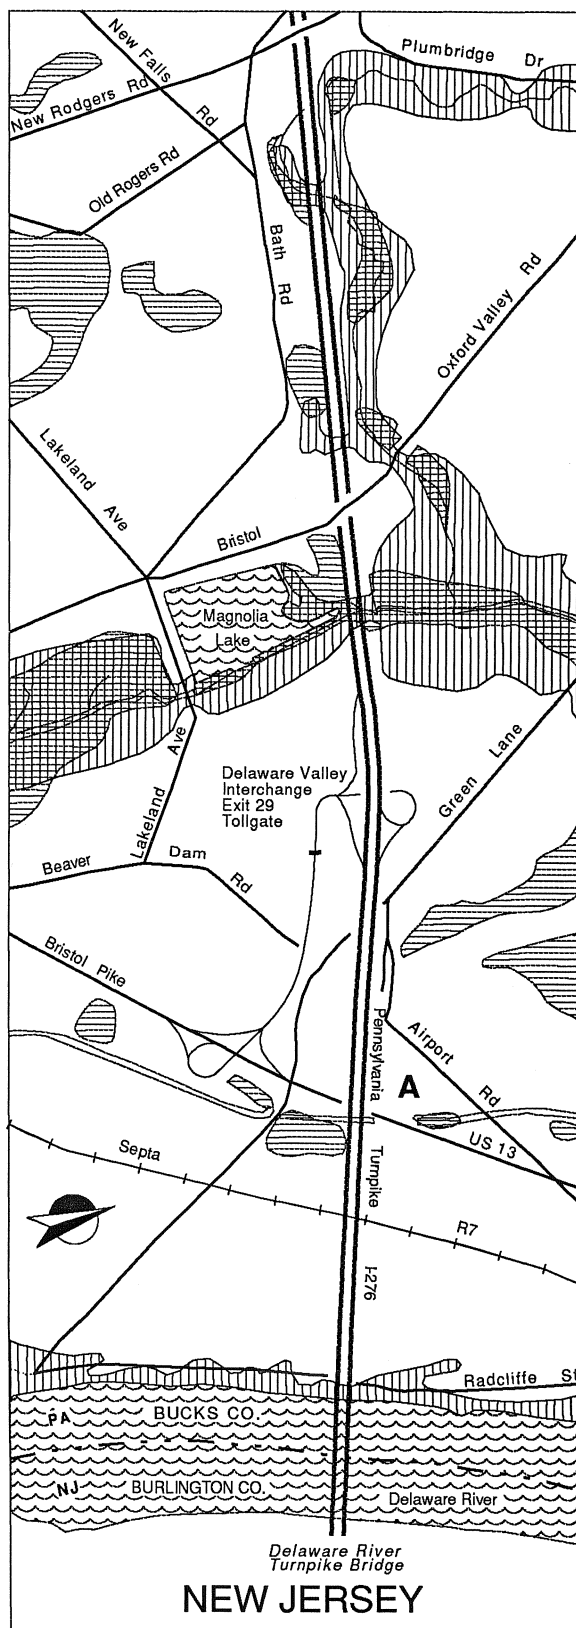 New Falls Rd
Plumbridge Dr
New Rodgers Rd
Old Rogers Rd
Bath Rd
Oxford Valley Rd
Lakeland Ave
Bristol
Magnolia
Lake
Green Lane
Lakeland Ave
Delaware Valley
Interchange
Exit 29
Tollgate
Beaver Dam Rd
Bristol Pike
Pennsylvania Turnpike I-276
Airport Rd
A
US 13
Septa
R7
Radcliffe St
PA
BUCKS CO.
NJ
BURLINGTON CO.
Delaware River
Delaware River
Turnpike Bridge
NEW JERSEY